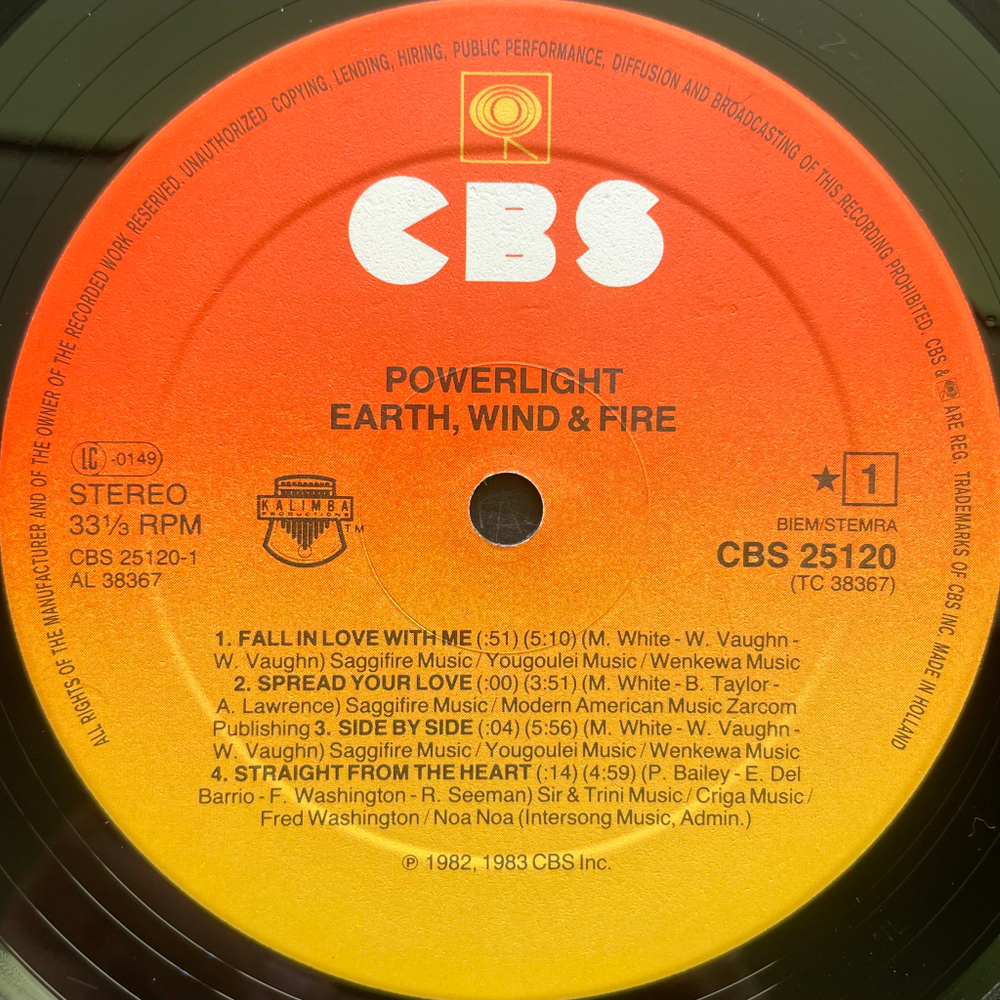 ALL RIGHTS OF THE MANUFACTURER AND OF THE OWNER OF THE RECORDED WORK RESERVED. UNAUTHORIZED COPYING, LENDING, HIRING, PUBLIC PERFORMANCE, DIFFUSION AND BROADCASTING OF THIS RECORDING PROHIBITED. CBS & ARE REG. TRADEMARKS OF CBS INC. MADE IN HOLLAND
CBS
POWERLIGHT
EARTH, WIND & FIRE
LC -0149
STEREO
33⅓ RPM
CBS 25120-1
AL 38367
KALIMBA
PRODUCTIONS
TM
★ 1
BIEM/STEMRA
CBS 25120
(TC 38367)
1. FALL IN LOVE WITH ME (:51) (5:10) (M. White - W. Vaughn -
W. Vaughn) Saggifire Music / Yougoulei Music / Wenkewa Music
2. SPREAD YOUR LOVE (:00) (3:51) (M. White - B. Taylor -
A. Lawrence) Saggifire Music / Modern American Music Zarcom
Publishing 3. SIDE BY SIDE (:04) (5:56) (M. White - W. Vaughn -
W. Vaughn) Saggifire Music / Yougoulei Music / Wenkewa Music
4. STRAIGHT FROM THE HEART (:14) (4:59) (P. Bailey - E. Del
Barrio - F. Washington - R. Seeman) Sir & Trini Music / Criga Music /
Fred Washington / Noa Noa (Intersong Music, Admin.)
℗ 1982, 1983 CBS Inc.